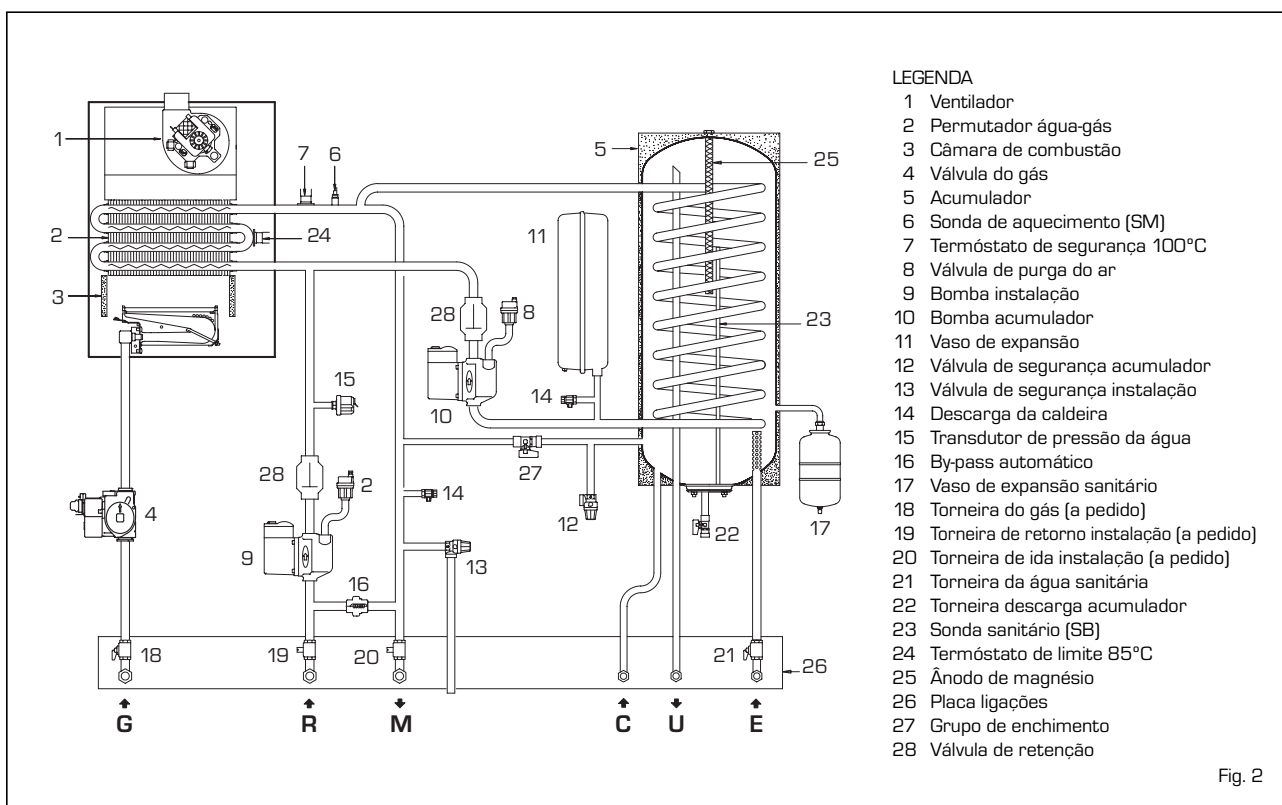 1
2
3
4
7
6
24
5
25
11
28
8
10
14
23
15
28
2
9
27
14
12
22
17
13
16
18
19
20
21
26
G
R
M
C
U
E
LEGENDA
1 Ventilador
2 Permutador água-gás
3 Câmara de combustão
4 Válvula do gás
5 Acumulador
6 Sonda de aquecimento (SM)
7 Termóstato de segurança 100°C
8 Válvula de purga do ar
9 Bomba instalação
10 Bomba acumulador
11 Vaso de expansão
12 Válvula de segurança acumulador
13 Válvula de segurança instalação
14 Descarga da caldeira
15 Transdutor de pressão da água
16 By-pass automático
17 Vaso de expansão sanitário
18 Torneira do gás (a pedido)
19 Torneira de retorno instalação (a pedido)
20 Torneira de ida instalação (a pedido)
21 Torneira da água sanitária
22 Torneira descarga acumulador
23 Sonda sanitário (SB)
24 Termóstato de limite 85°C
25 Ânodo de magnésio
26 Placa ligações
27 Grupo de enchimento
28 Válvula de retenção
Fig. 2